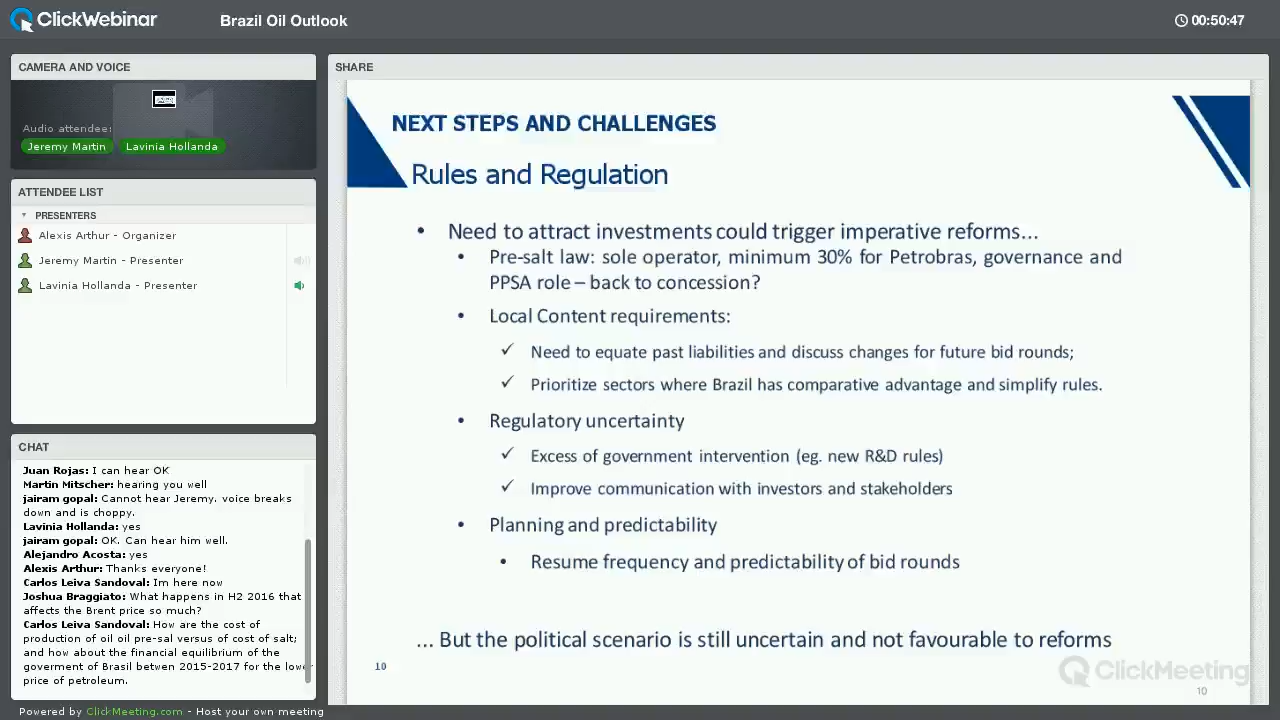 ClickWebinar
Brazil Oil Outlook
00:50:47
CAMERA AND VOICE
Audio attendees
Jeremy Martin
Lavinia Hollanda
ATTENDEE LIST
PRESENTERS
Alexis Arthur - Organizer
Jeremy Martin - Presenter
Lavinia Hollanda - Presenter
CHAT
Juan Rojas: I can hear OK
Martin Mitscher: hearing you well
jairam gopal: Cannot hear Jeremy. voice breaks
down and is choppy.
Lavinia Hollanda: yes
jairam gopal: OK. Can hear him well.
Alejandro Acosta: yes
Alexis Arthur: Thanks everyone!
Carlos Leiva Sandoval: Im here now
Joshua Braggiato: What happens in H2 2016 that
affects the Brent price so much?
Carlos Leiva Sandoval: How are the cost of
production of oil oil pre-sal versus of cost of salt;
and how about the financial equilibrium of the
goverment of Brasil betwen 2015-2017 for the lower
price of petroleum.
SHARE
NEXT STEPS AND CHALLENGES
Rules and Regulation
• Need to attract investments could trigger imperative reforms...
• Pre-salt law: sole operator, minimum 30% for Petrobras, governance and
PPSA role – back to concession?
• Local Content requirements:
✓ Need to equate past liabilities and discuss changes for future bid rounds;
✓ Prioritize sectors where Brazil has comparative advantage and simplify rules.
• Regulatory uncertainty
✓ Excess of government intervention (eg. new R&D rules)
✓ Improve communication with investors and stakeholders
• Planning and predictability
• Resume frequency and predictability of bid rounds
... But the political scenario is still uncertain and not favourable to reforms
10
ClickMeeting
10
Powered by ClickMeeting.com - Host your own meeting